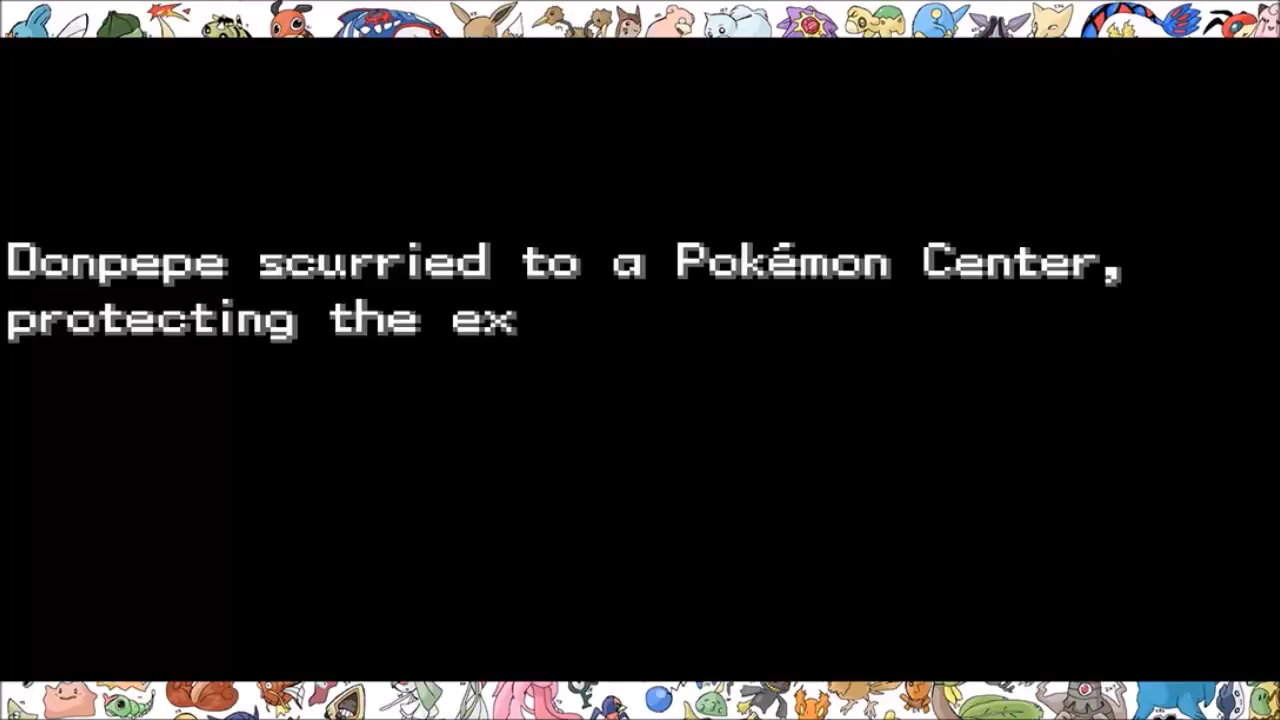 Donpepe scurried to a Pokémon Center,
protecting the ex